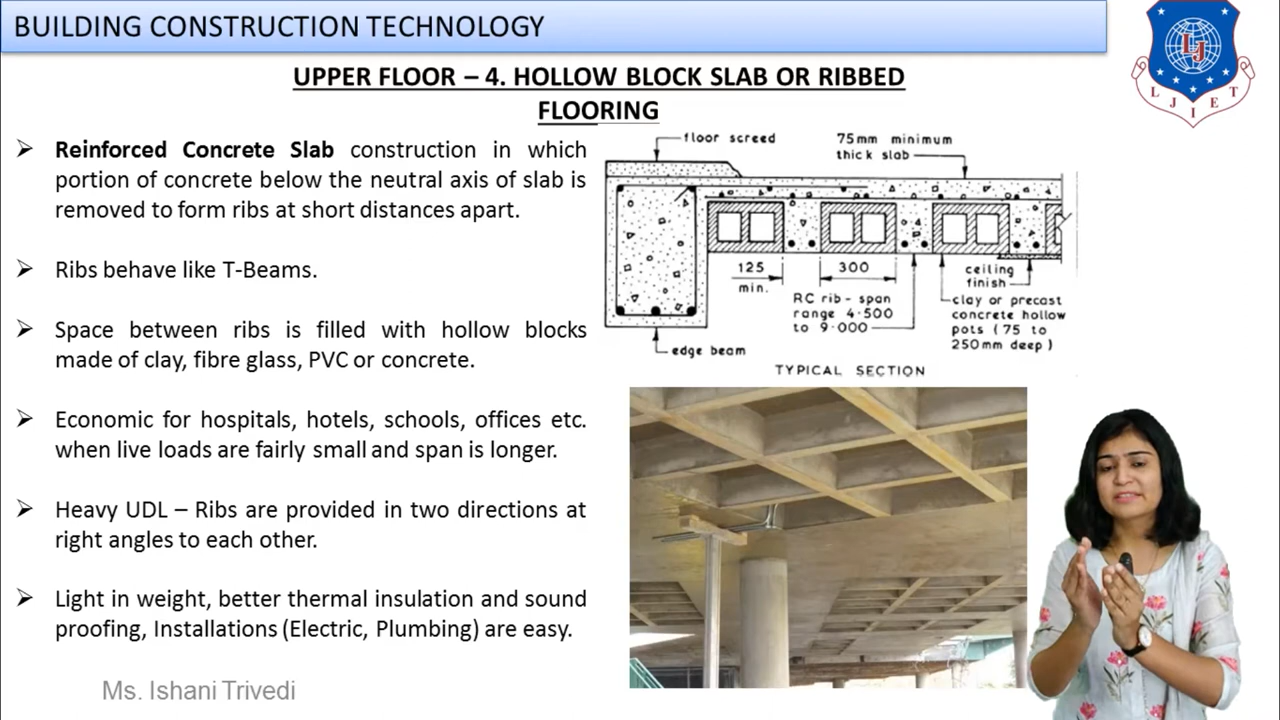 BUILDING CONSTRUCTION TECHNOLOGY
UPPER FLOOR – 4. HOLLOW BLOCK SLAB OR RIBBED
FLOORING
➢ Reinforced Concrete Slab construction in which
portion of concrete below the neutral axis of slab is
removed to form ribs at short distances apart.
➢ Ribs behave like T-Beams.
➢ Space between ribs is filled with hollow blocks
made of clay, fibre glass, PVC or concrete.
➢ Economic for hospitals, hotels, schools, offices etc.
when live loads are fairly small and span is longer.
➢ Heavy UDL – Ribs are provided in two directions at
right angles to each other.
➢ Light in weight, better thermal insulation and sound
proofing, Installations (Electric, Plumbing) are easy.
Ms. Ishani Trivedi
floor screed
75mm minimum
thick slab
125
min.
300
RC rib - span
range 4·500
to 9·000
ceiling
finish
clay or precast
concrete hollow
pots (75 to
250mm deep)
edge beam
TYPICAL SECTION
LJ
L J I E T